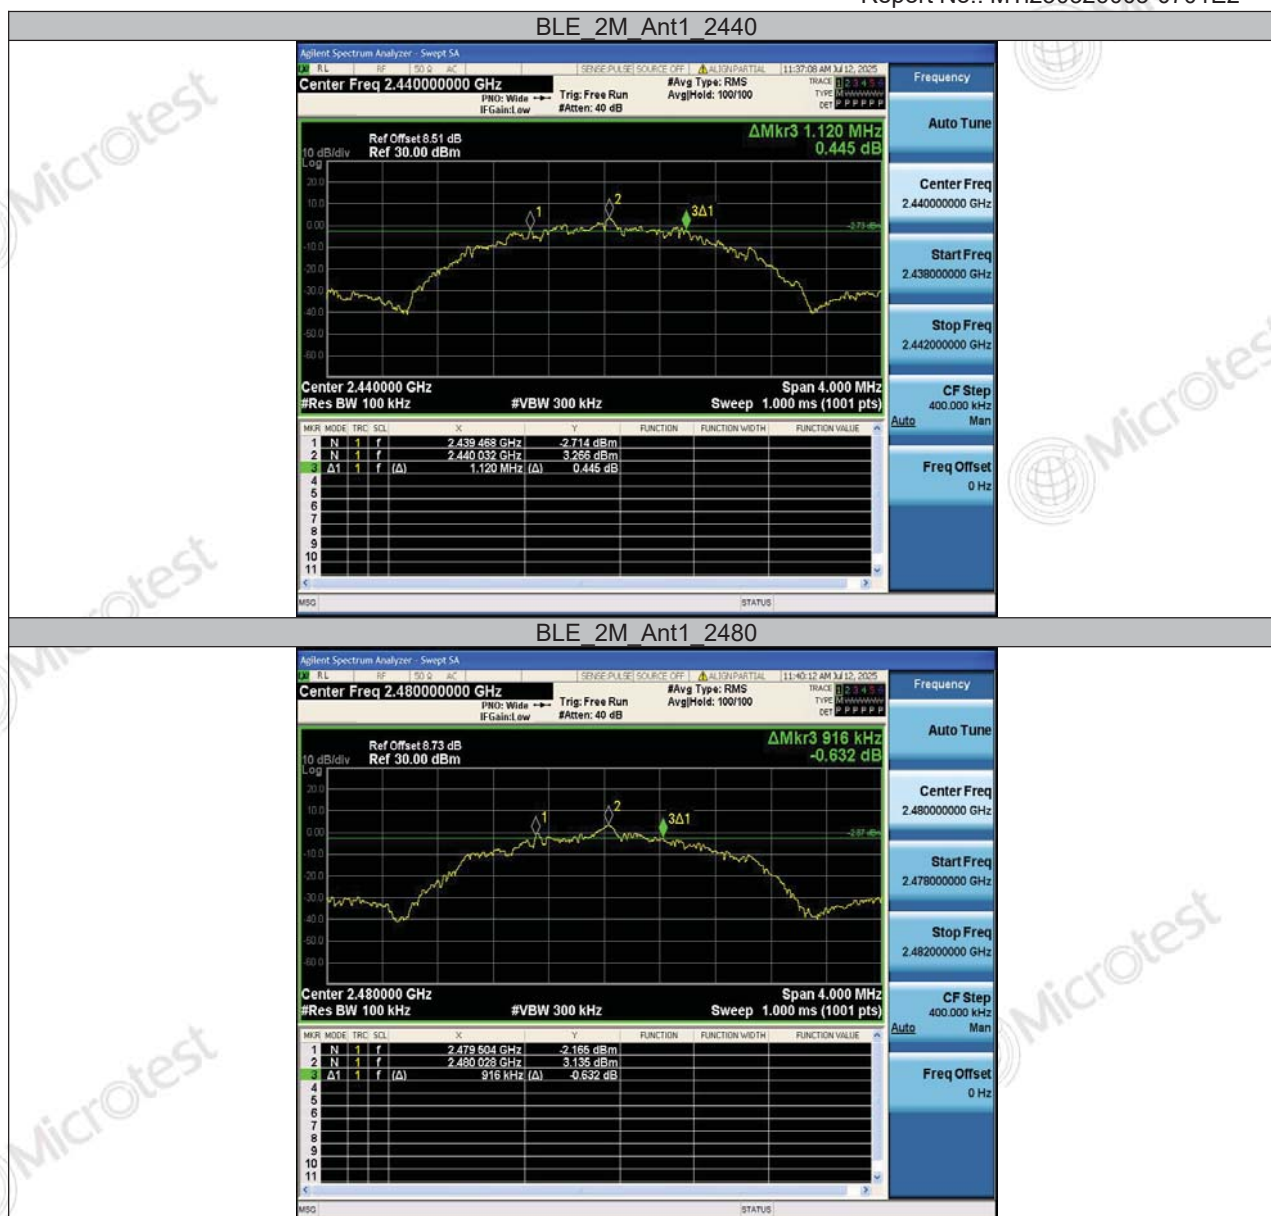 BLE_2M_Ant1_2440
Agilent Spectrum Analyzer - Swept SA
RL RF 50 Ω AC SENSE:PULSE SOURCE OFF ALIGN PARTIAL 11:37:08 AM Jul 12, 2025
Center Freq 2.440000000 GHz
PNO: Wide
IFGain:Low
Trig: Free Run
#Atten: 40 dB
#Avg Type: RMS
Avg|Hold: 100/100
TRACE 1 2 3 4 5 6
TYPE M
DET P P P P P P
Ref Offset 8.51 dB
Ref 30.00 dBm
10 dB/div
Log
ΔMkr3 1.120 MHz
0.445 dB
20.0
10.0
0.00
-10.0
-20.0
-30.0
-40.0
-50.0
-60.0
1
2
3Δ1
-2.73 dBm
Center 2.440000 GHz
Span 4.000 MHz
#Res BW 100 kHz
#VBW 300 kHz
Sweep 1.000 ms (1001 pts)
MKR MODE TRC SCL X Y FUNCTION FUNCTION WIDTH FUNCTION VALUE
1 N 1 f 2.439 468 GHz -2.714 dBm
2 N 1 f 2.440 032 GHz 3.266 dBm
3 Δ1 1 f (Δ) 1.120 MHz (Δ) 0.445 dB
4
5
6
7
8
9
10
11
MSG
STATUS
Frequency
Auto Tune
Center Freq
2.440000000 GHz
Start Freq
2.438000000 GHz
Stop Freq
2.442000000 GHz
CF Step
400.000 kHz
Auto Man
Freq Offset
0 Hz
BLE_2M_Ant1_2480
Agilent Spectrum Analyzer - Swept SA
RL RF 50 Ω AC SENSE:PULSE SOURCE OFF ALIGN PARTIAL 11:40:12 AM Jul 12, 2025
Center Freq 2.480000000 GHz
PNO: Wide
IFGain:Low
Trig: Free Run
#Atten: 40 dB
#Avg Type: RMS
Avg|Hold: 100/100
TRACE 1 2 3 4 5 6
TYPE M
DET P P P P P P
Ref Offset 8.73 dB
Ref 30.00 dBm
10 dB/div
Log
ΔMkr3 916 kHz
-0.632 dB
20.0
10.0
0.00
-10.0
-20.0
-30.0
-40.0
-50.0
-60.0
1
2
3Δ1
-2.87 dBm
Center 2.480000 GHz
Span 4.000 MHz
#Res BW 100 kHz
#VBW 300 kHz
Sweep 1.000 ms (1001 pts)
MKR MODE TRC SCL X Y FUNCTION FUNCTION WIDTH FUNCTION VALUE
1 N 1 f 2.479 504 GHz -2.165 dBm
2 N 1 f 2.480 028 GHz 3.135 dBm
3 Δ1 1 f (Δ) 916 kHz (Δ) -0.632 dB
4
5
6
7
8
9
10
11
MSG
STATUS
Frequency
Auto Tune
Center Freq
2.480000000 GHz
Start Freq
2.478000000 GHz
Stop Freq
2.482000000 GHz
CF Step
400.000 kHz
Auto Man
Freq Offset
0 Hz
Microtest
Microtest
Microtest
Microtest